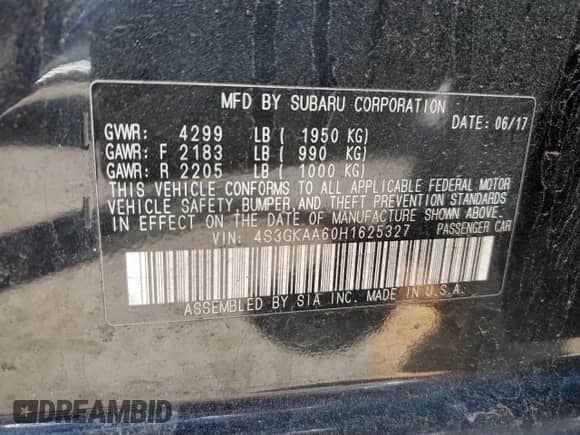 MFD BY SUBARU CORPORATION
DATE: 06/17
GVWR: 4299 LB ( 1950 KG)
GAWR: F 2183 LB ( 990 KG)
GAWR: R 2205 LB ( 1000 KG)
THIS VEHICLE CONFORMS TO ALL APPLICABLE FEDERAL MOTOR
VEHICLE SAFETY, BUMPER, AND THEFT PREVENTION STANDARDS
IN EFFECT ON THE DATE OF MANUFACTURE SHOWN ABOVE.
VIN: 4S3GKAA60H1625327 PASSENGER CAR
ASSEMBLED BY SIA INC. MADE IN U.S.A.
DREAMBID